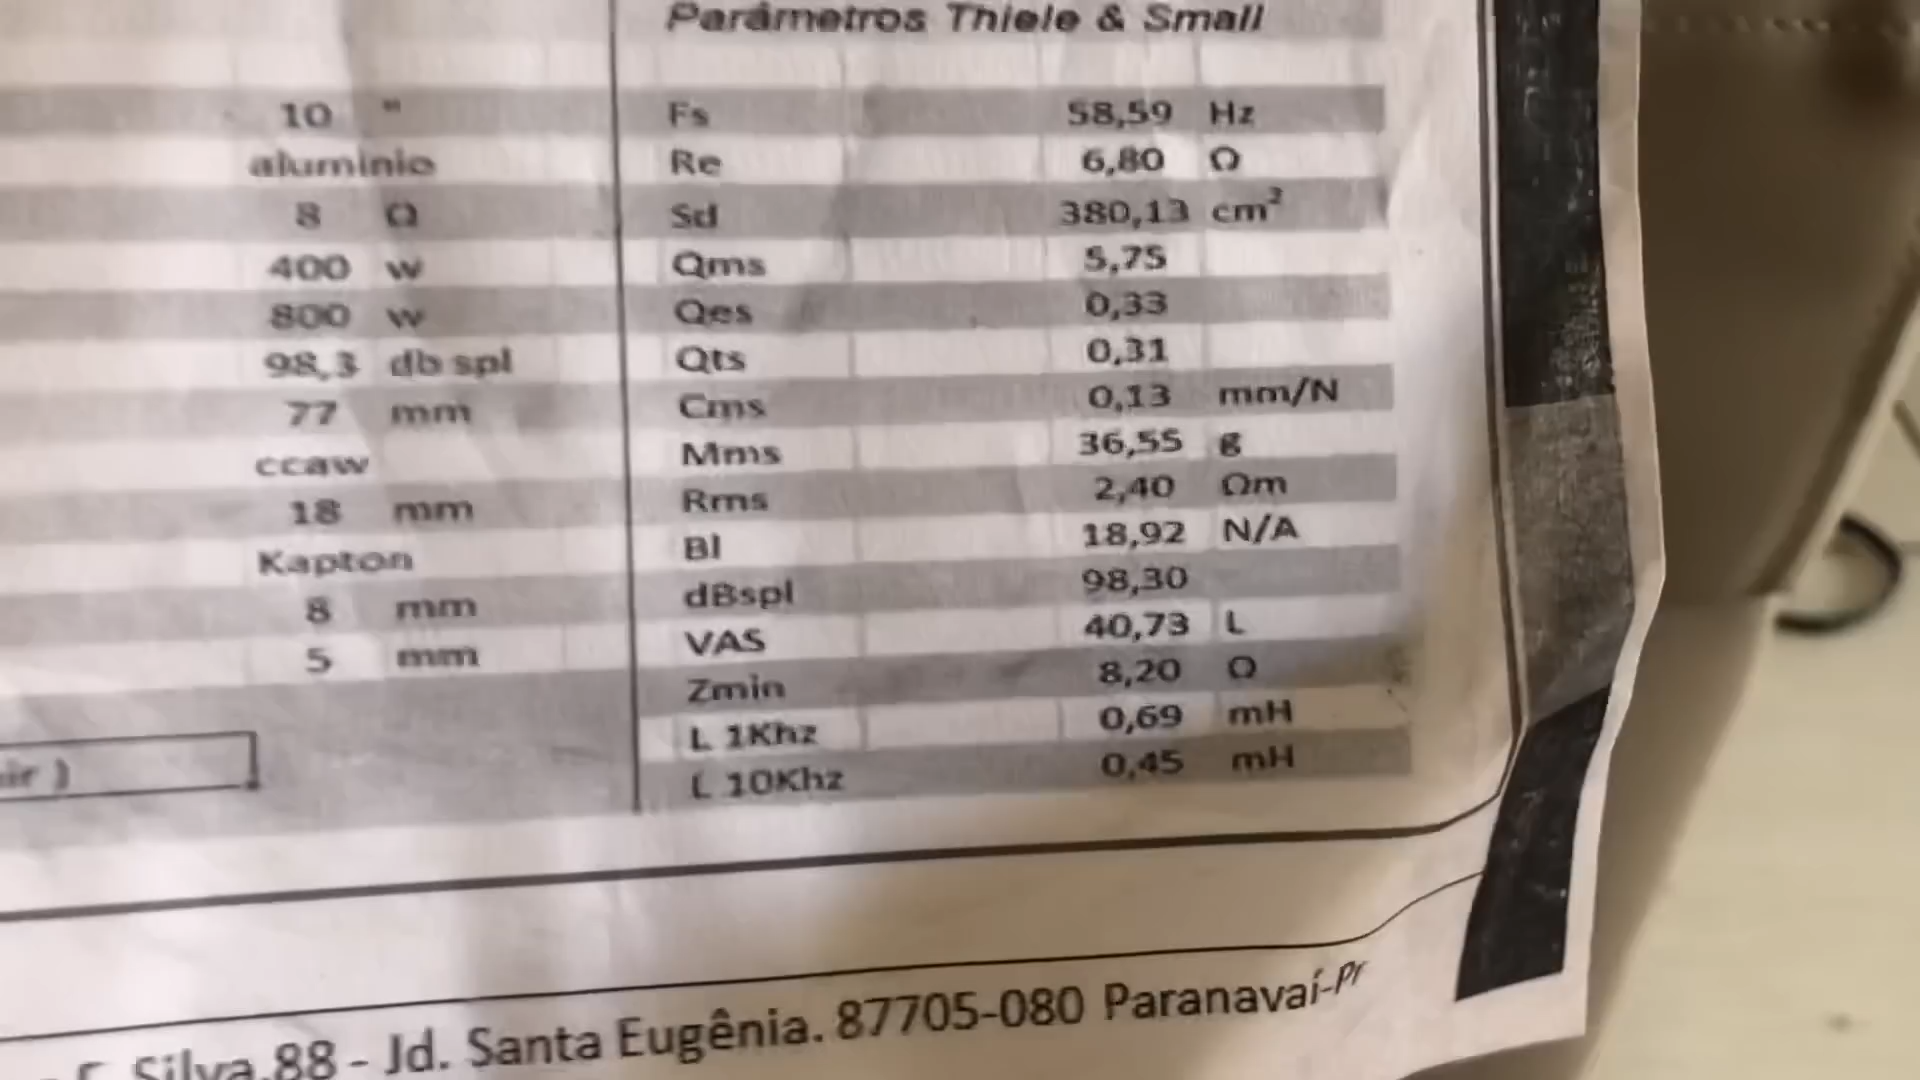 Parâmetros Thiele & Small
10 "
aluminio
8 Ω
400 w
800 w
98,3 db spl
77 mm
ccaw
18 mm
Kapton
8 mm
5 mm
Fs 58,59 Hz
Re 6,80 Ω
Sd 380,13 cm²
Qms 5,75
Qes 0,33
Qts 0,31
Cms 0,13 mm/N
Mms 36,55 g
Rms 2,40 Ωm
Bl 18,92 N/A
dBspl 98,30
VAS 40,73 L
Zmin 8,20 Ω
L 1Khz 0,69 mH
L 10Khz 0,45 mH
Silva,88 - Jd. Santa Eugênia. 87705-080 Paranavaí-Pr